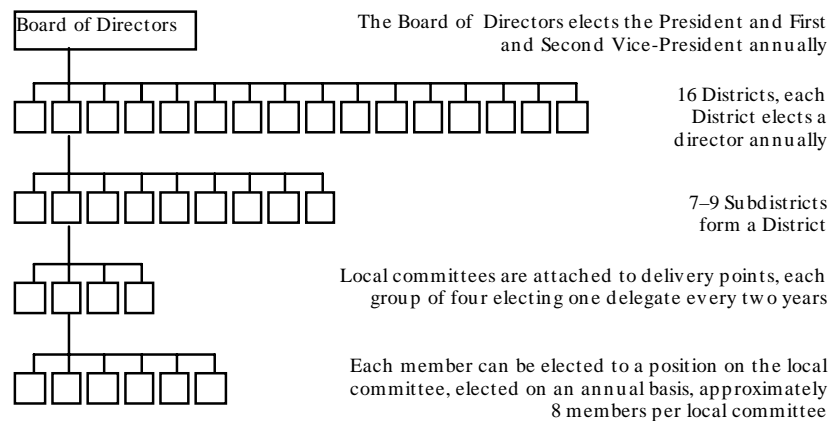 Board of Directors
The Board of Directors elects the President and First
and Second Vice-President annually
16 Districts, each
District elects a
director annually
7–9 Subdistricts
form a District
Local committees are attached to delivery points, each
group of four electing one delegate every two years
Each member can be elected to a position on the local
committee, elected on an annual basis, approximately
8 members per local committee